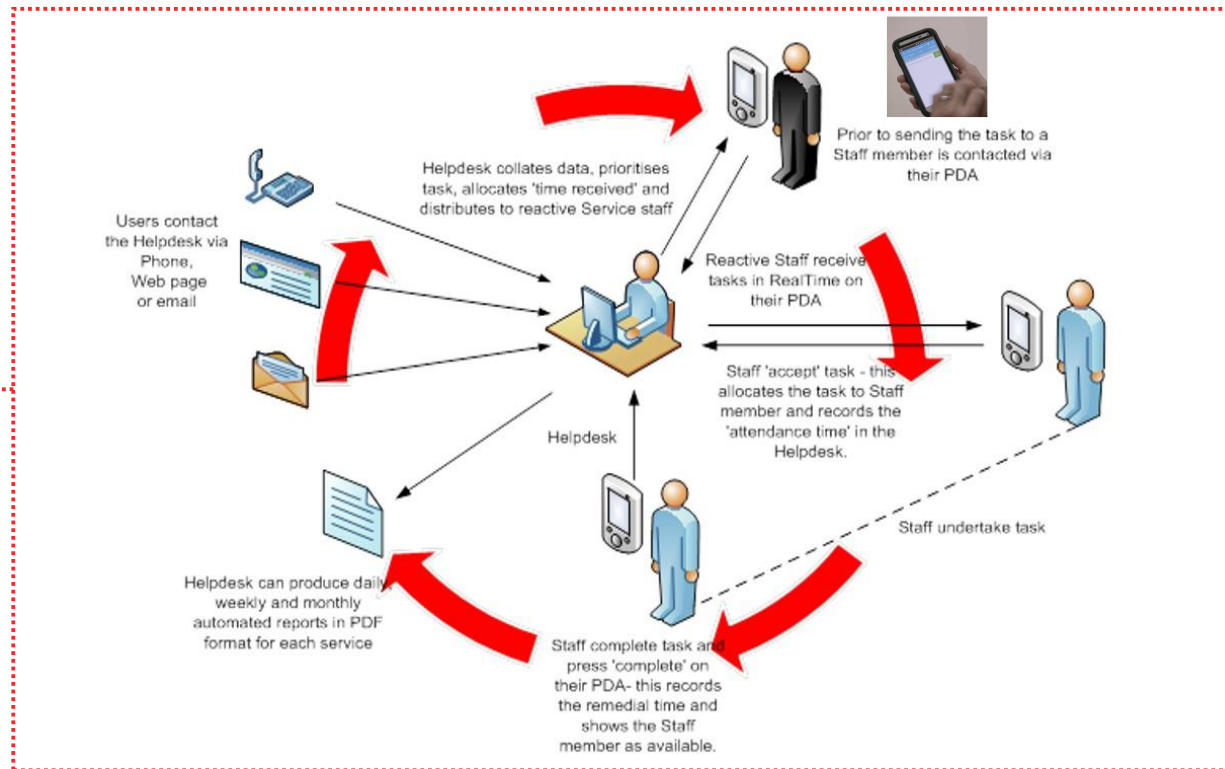 Prior to sending the task to a
Staff member is contacted via
their PDA
Helpdesk collates data, prioritises
task, allocates 'time received' and
distributes to reactive Service staff
Users contact
the Helpdesk via
Phone,
Web page
or email
Reactive Staff receive
tasks in RealTime on
their PDA
Staff 'accept' task - this
allocates the task to Staff
member and records the
'attendance time' in the
Helpdesk.
Helpdesk
Staff undertake task
Helpdesk can produce daily,
weekly and monthly
automated reports in PDF
format for each service
Staff complete task and
press 'complete' on
their PDA- this records
the remedial time and
shows the Staff
member as available.